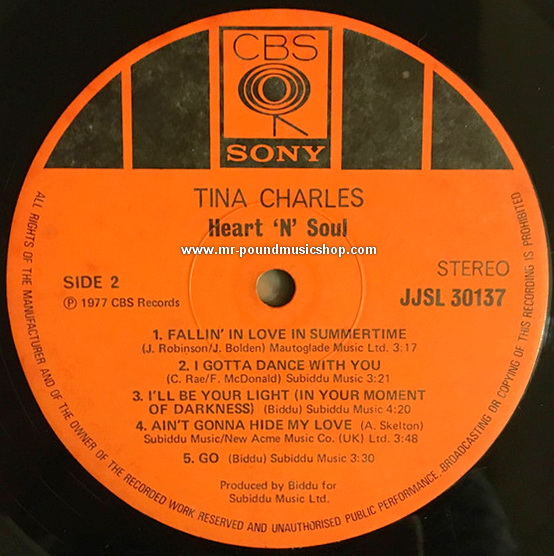 CBS
SONY
TINA CHARLES
Heart 'N' Soul
www.mr-poundmusicshop.com
SIDE 2
STEREO
℗ 1977 CBS Records
JJSL 30137
1. FALLIN' IN LOVE IN SUMMERTIME
(J. Robinson/J. Bolden) Mautoglade Music Ltd. 3:17
2. I GOTTA DANCE WITH YOU
(C. Rae/F. McDonald) Subiddu Music 3:21
3. I'LL BE YOUR LIGHT (IN YOUR MOMENT
OF DARKNESS) (Biddu) Subiddu Music 4:20
4. AIN'T GONNA HIDE MY LOVE (A. Skelton)
Subiddu Music/New Acme Music Co. (UK) Ltd. 3:48
5. GO (Biddu) Subiddu Music 3:30
Produced by Biddu for
Subiddu Music Ltd.
ALL RIGHTS OF THE MANUFACTURER AND OF THE OWNER OF THE RECORDED WORK RESERVED AND UNAUTHORISED PUBLIC PERFORMANCE, BROADCASTING OR COPYING OF THIS RECORDING IS PROHIBITED